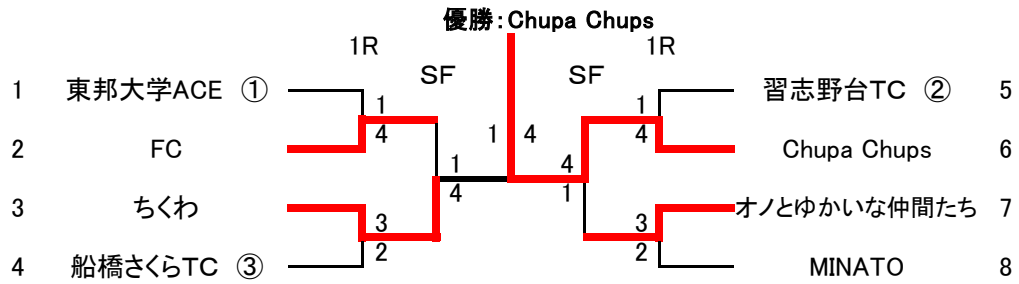 優勝：Chupa Chups
1R 1R
SF SF
1 東邦大学ACE ① 習志野台TC ② 5
1 1
4 1 4 4
2 FC Chupa Chups 6
1 4
4 1
3 ちくわ オノとゆかいな仲間たち 7
3 3
2 2
4 船橋さくらTC ③ MINATO 8